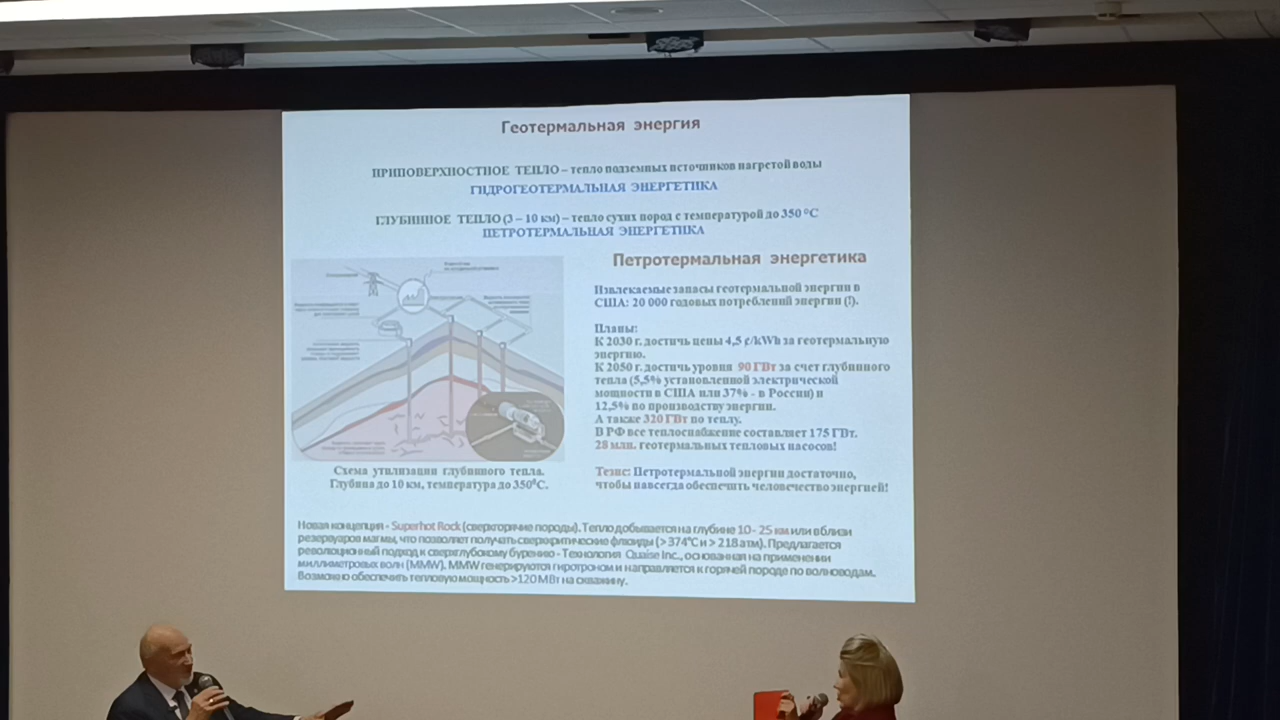 Геотермальная энергия
ПРИПОВЕРХНОСТНОЕ ТЕПЛО – тепло подземных источников нагретой воды
ГИДРОГЕОТЕРМАЛЬНАЯ ЭНЕРГЕТИКА
ГЛУБИННОЕ ТЕПЛО (3 – 10 км) – тепло сухих пород с температурой до 350 °С
ПЕТРОТЕРМАЛЬНАЯ ЭНЕРГЕТИКА
Петротермальная энергетика
Извлекаемые запасы геотермальной энергии в
США: 20 000 годовых потреблений энергии (!).
Планы:
К 2030 г. достичь цены 4,5 ¢/kWh за геотермальную
энергию.
К 2050 г. достичь уровня 90 ГВт за счет глубинного
тепла (5,5% установленной электрической
мощности в США или 37% - в России) и
12,5% по производству энергии.
А также 320 ГВт по теплу.
В РФ все теплоснабжение составляет 175 ГВт.
28 млн. геотермальных тепловых насосов!
Тезис: Петротермальной энергии достаточно,
чтобы навсегда обеспечить человечество энергией!
Схема утилизации глубинного тепла.
Глубина до 10 км, температура до 350⁰С.
Новая концепция - Superhot Rock (сверхгорячие породы). Тепло добывается на глубине 10- 25 км или вблизи
резервуаров магмы, что позволяет получать сверхкритические флюиды (> 374°С и > 218 атм). Предлагается
революционный подход к сверхглубокому бурению - Технология Quaise Inc., основанная на применении
миллиметровых волн (MMW). MMW генерируются гиротроном и направляется к горячей породе по волноводам.
Возможно обеспечить тепловую мощность >120 МВт на скважину.